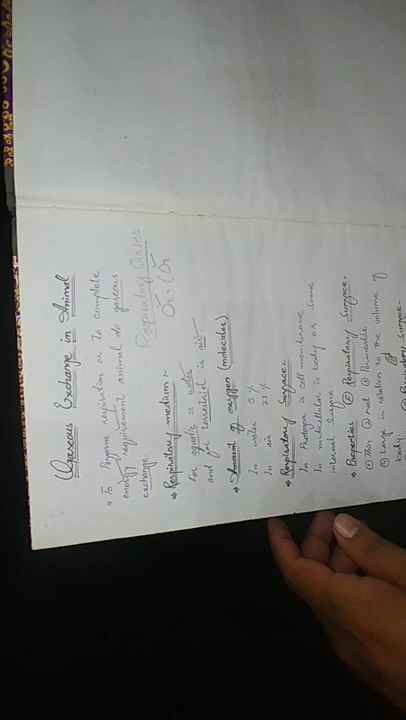 Gaseous Exchange in Animal
→ To Perform respiration or To complete
energy requirement animal do gaseous
exchange.
Respiratory Gases
O2, CO2
⇒ Respiratory medium:-
For aquatic is water
and for terrestrial is air.
→ Amount of oxygen (molecules)
In water 5%
In air 21%
⇒ Respiratory Surface:-
In Protozoa is cell membrane
In multicellular is body or some
internal Surface
→ Properties of Respiratory Surface.
① Thin ② wet ③ Permeable
④ Large in relation to the volume of
body.